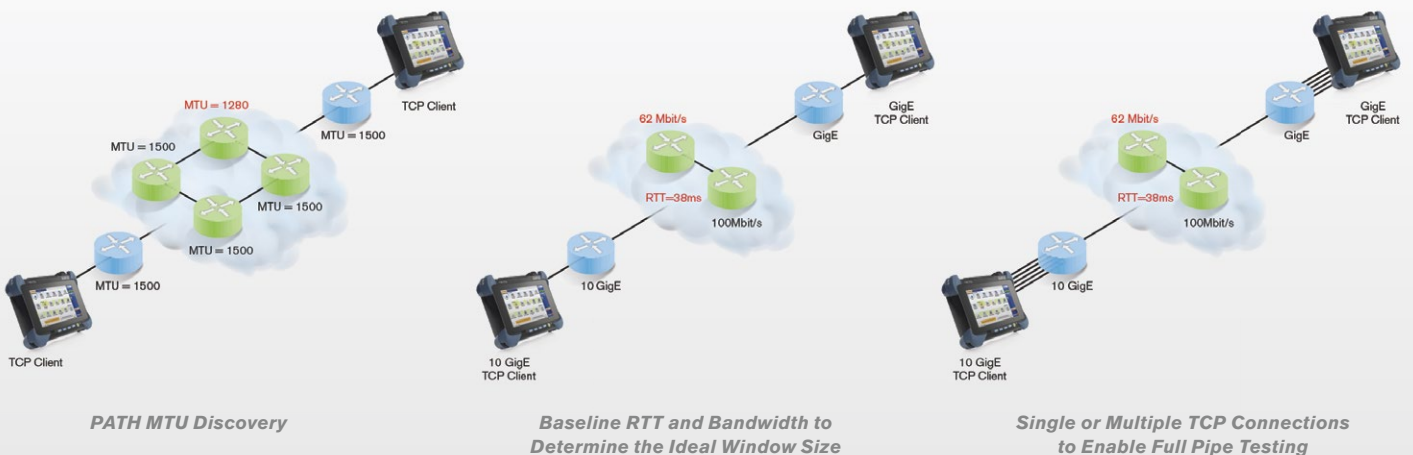 TCP Client
MTU = 1500
MTU = 1280
MTU = 1500
MTU = 1500
MTU = 1500
MTU = 1500
TCP Client
PATH MTU Discovery
GigE
TCP Client
GigE
62 Mbit/s
RTT=38ms
100Mbit/s
10 GigE
10 GigE
TCP Client
Baseline RTT and Bandwidth to
Determine the Ideal Window Size
GigE
TCP Client
GigE
62 Mbit/s
RTT=38ms
100Mbit/s
10 GigE
10 GigE
TCP Client
Single or Multiple TCP Connections
to Enable Full Pipe Testing